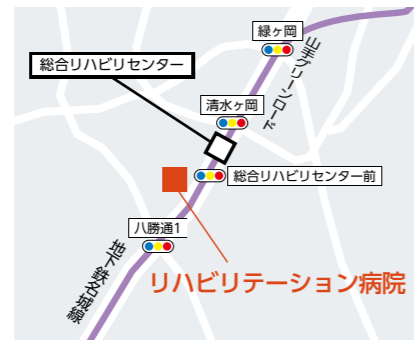 緑ヶ岡
山手グリーンロード
総合リハビリセンター
清水ヶ岡
総合リハビリセンター前
八勝通1
地下鉄名城線
リハビリテーション病院